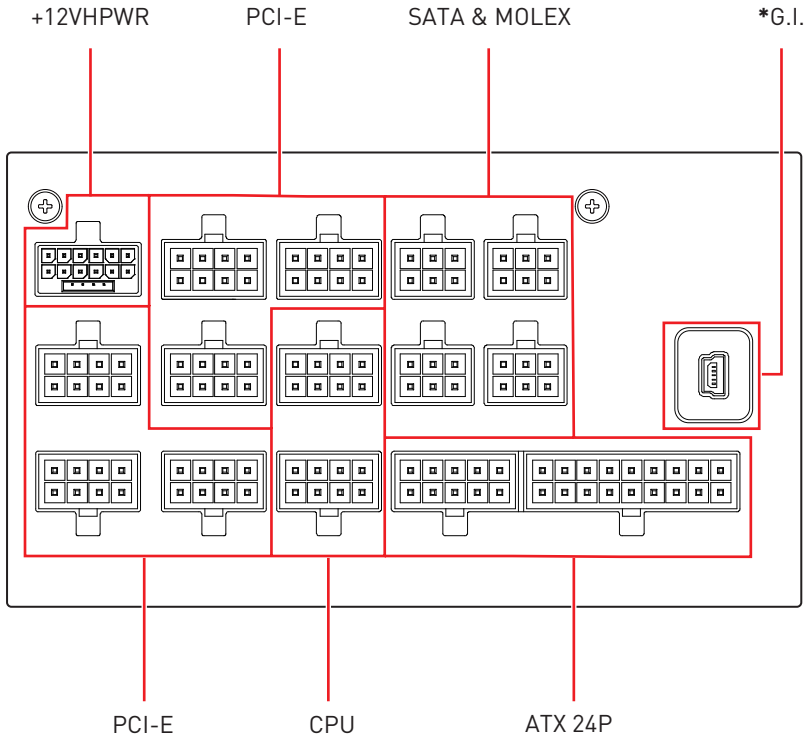 +12VHPWR
PCI-E
SATA & MOLEX
*G.I.
PCI-E
CPU
ATX 24P